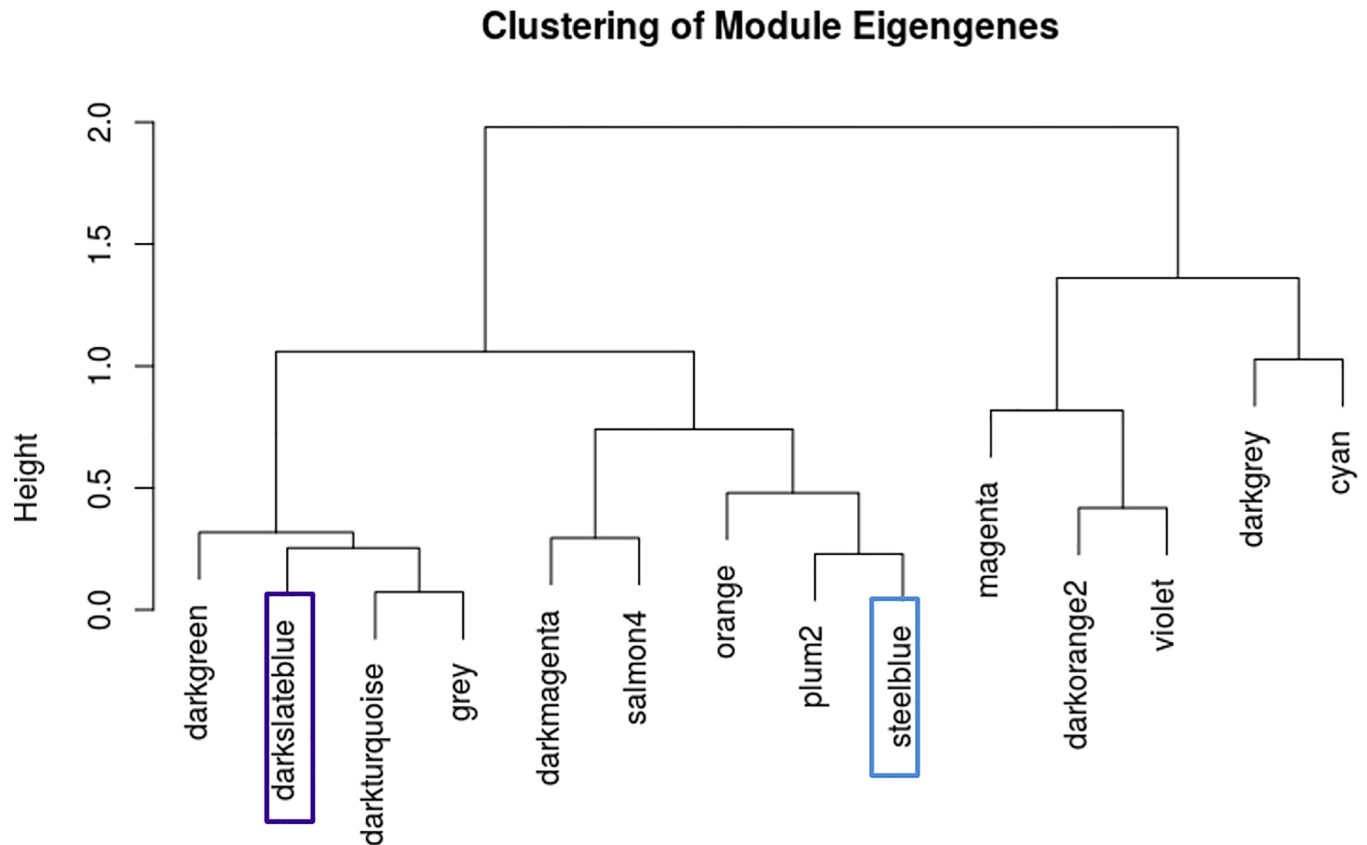 Clustering of Module Eigengenes
Height
2.0
1.5
1.0
0.5
0.0
darkgreen
darkslateblue
darkturquoise
grey
darkmagenta
salmon4
orange
plum2
steelblue
magenta
darkorange2
violet
darkgrey
cyan